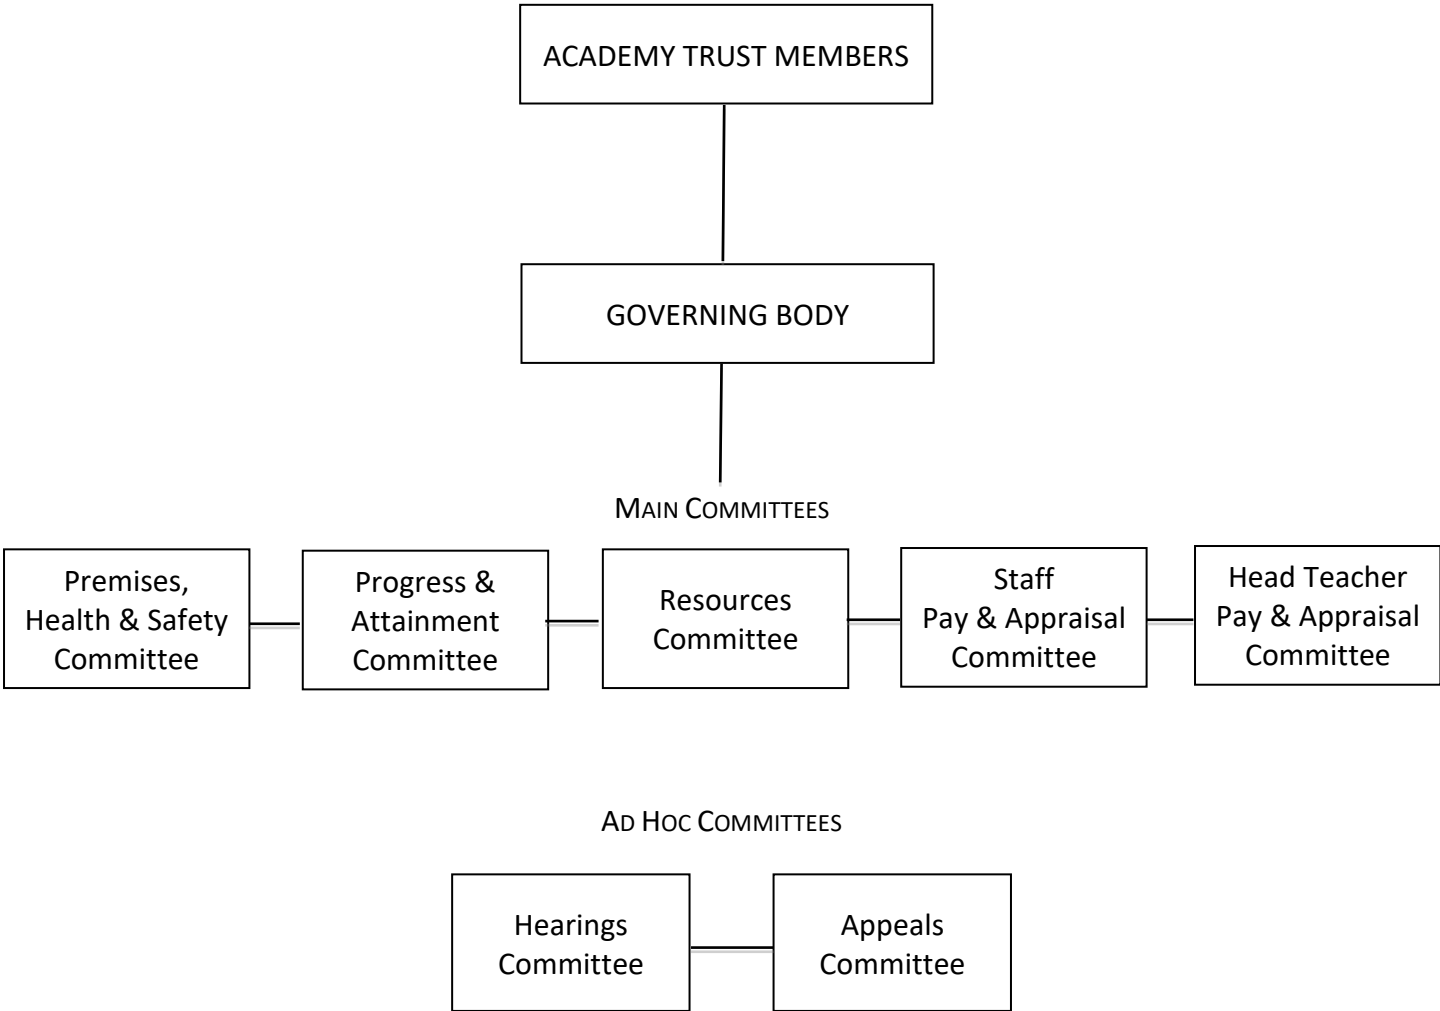 ACADEMY TRUST MEMBERS
GOVERNING BODY
MAIN COMMITTEES
Premises,
Health & Safety
Committee
Progress &
Attainment
Committee
Resources
Committee
Staff
Pay & Appraisal
Committee
Head Teacher
Pay & Appraisal
Committee
AD HOC COMMITTEES
Hearings
Committee
Appeals
Committee